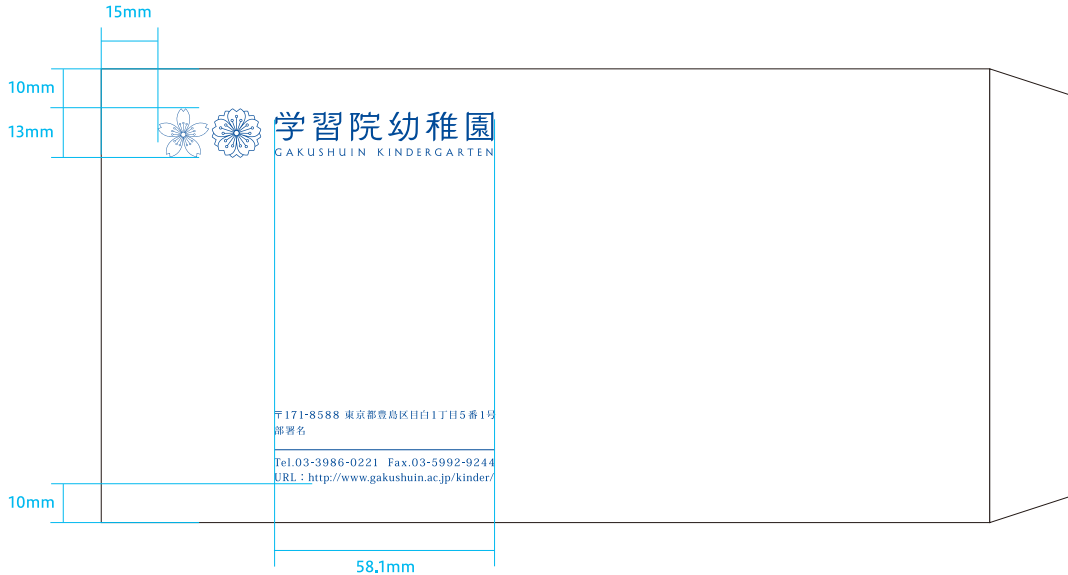 15mm
10mm
13mm
学習院幼稚園
GAKUSHUIN KINDERGARTEN
〒171-8588 東京都豊島区目白1丁目5番1号
部署名
Tel.03-3986-0221 Fax.03-5992-9244
URL：http://www.gakushuin.ac.jp/kinder/
10mm
58.1mm